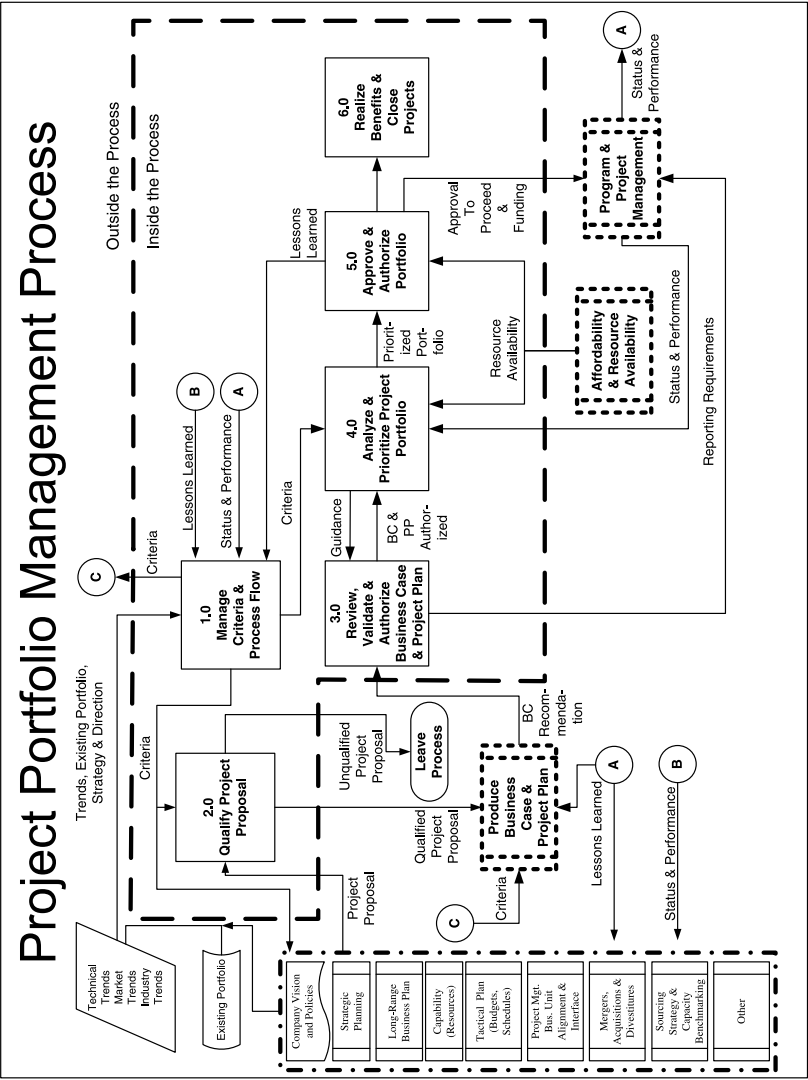 Project Portfolio Management Process
Outside the Process
Inside the Process
Technical
Trends
Market
Trends
Industry
Trends
Existing Portfolio
Trends, Existing Portfolio,
Strategy & Direction
Company Vision
and Policies
Strategic
Planning
Long-Range
Business Plan
Capability
(Resources)
Tactical Plan
(Budgets,
Schedules)
Project Mgt.
Bus. Unit
Alignment &
Interface
Mergers,
Acquisitions &
Divestitures
Sourcing
Strategy &
Capacity
Benchmarking
Other
Criteria
2.0
Qualify Project
Proposal
Project
Proposal
Unqualified
Project
Proposal
Leave
Process
Qualified
Project
Proposal
C
Criteria
Produce
Business
Case &
Project Plan
BC
Recom-
menda-
tion
Lessons Learned
A
Status & Performance
B
C
Criteria
1.0
Manage
Criteria &
Process Flow
Lessons Learned
B
Status & Performance
A
Criteria
Lessons
Learned
3.0
Review,
Validate &
Authorize
Business Case
& Project Plan
Guidance
BC &
PP
Author-
ized
4.0
Analyze &
Prioritize Project
Portfolio
Priorit-
ized
Port-
folio
5.0
Approve &
Authorize
Portfolio
6.0
Realize
Benefits &
Close
Projects
Resource
Availability
Approval
To
Proceed
&
Funding
Affordability
& Resource
Availability
Program &
Project
Management
Status &
Performance
A
Status & Performance
Reporting Requirements